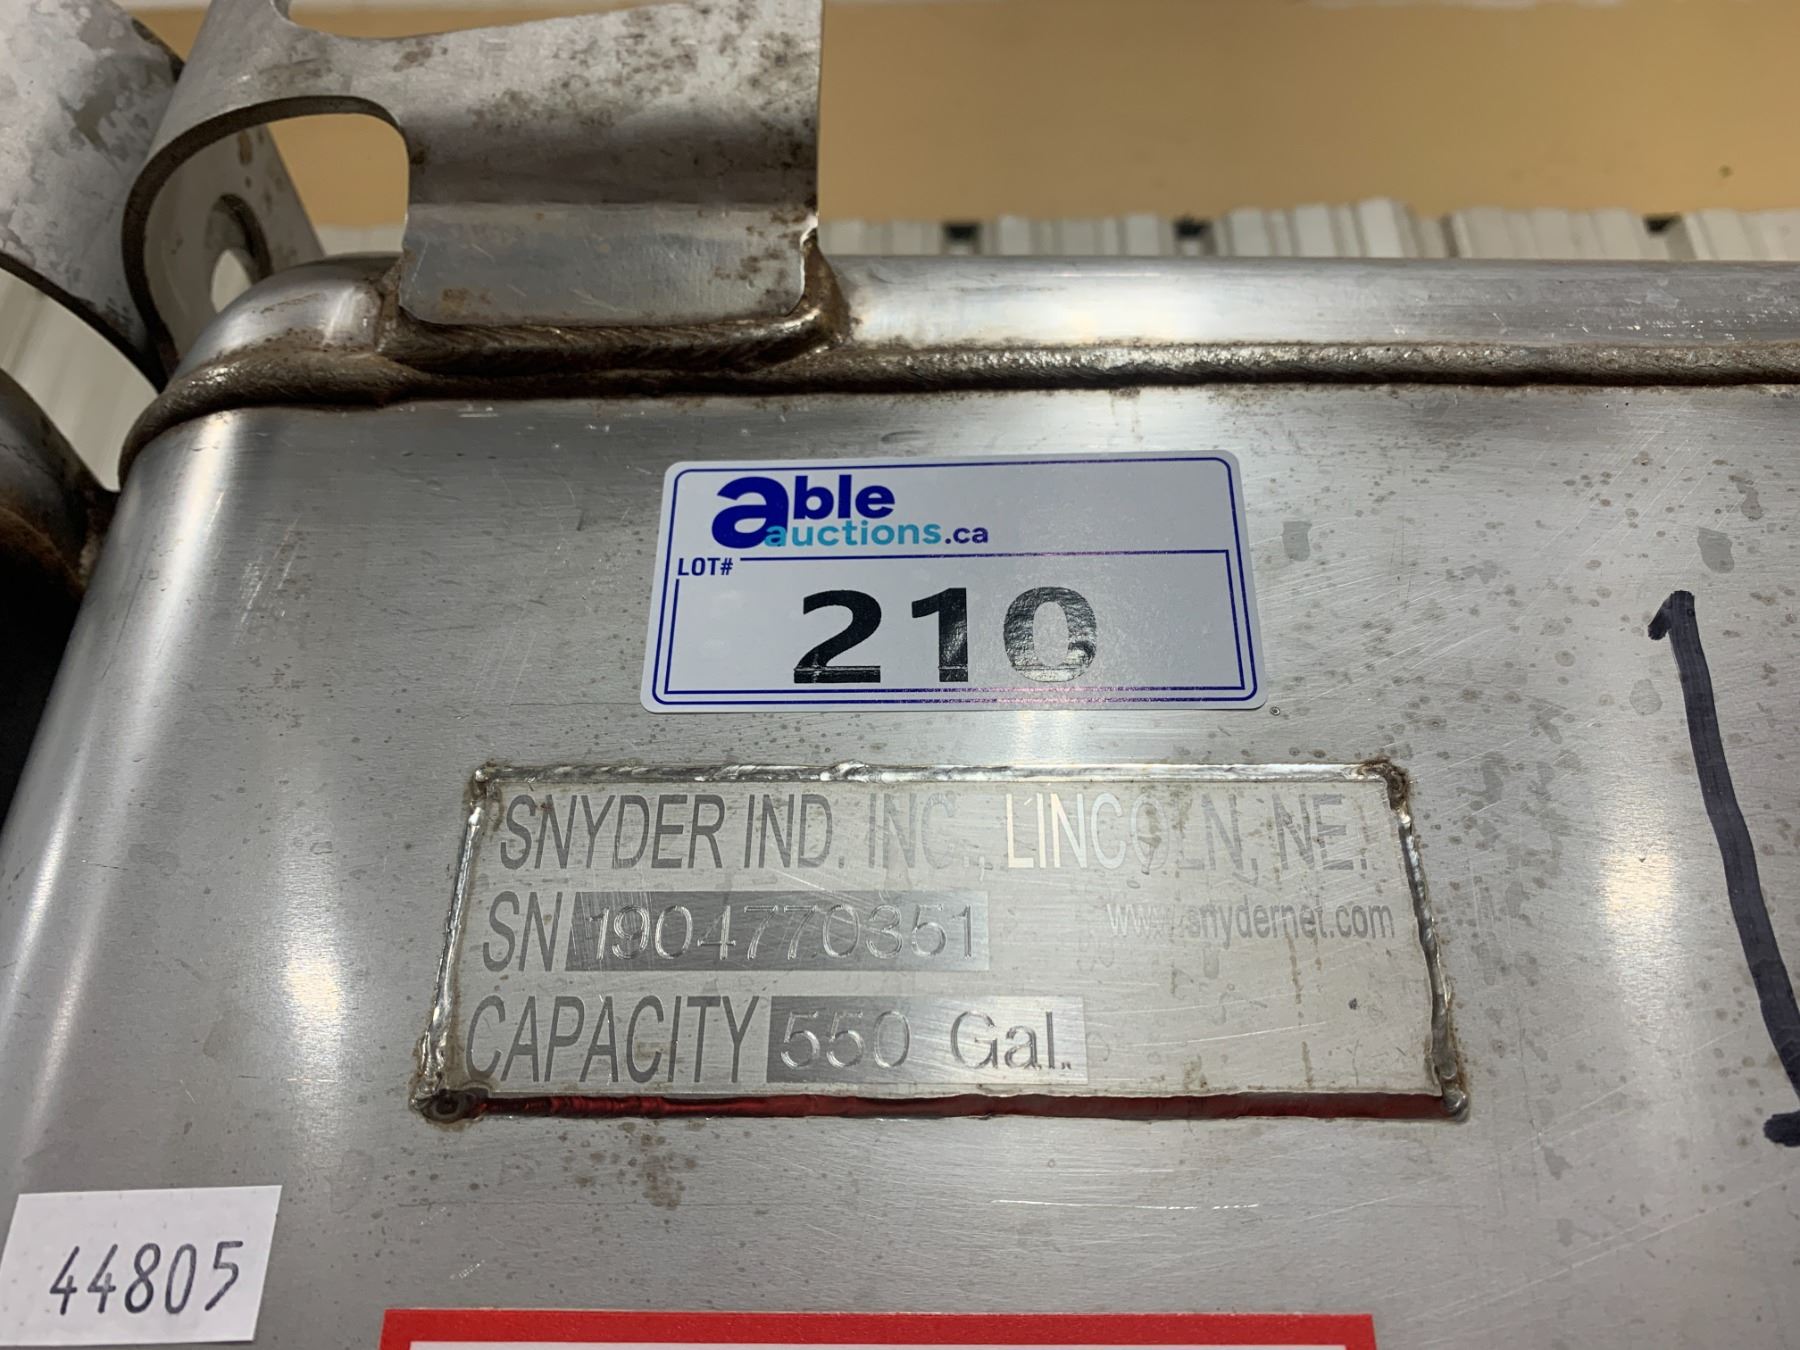 able
auctions.ca
LOT#
210
SNYDER IND. INC., LINCOLN, NE.
SN 1904770351 www.snydernet.com
CAPACITY 550 Gal.
44805